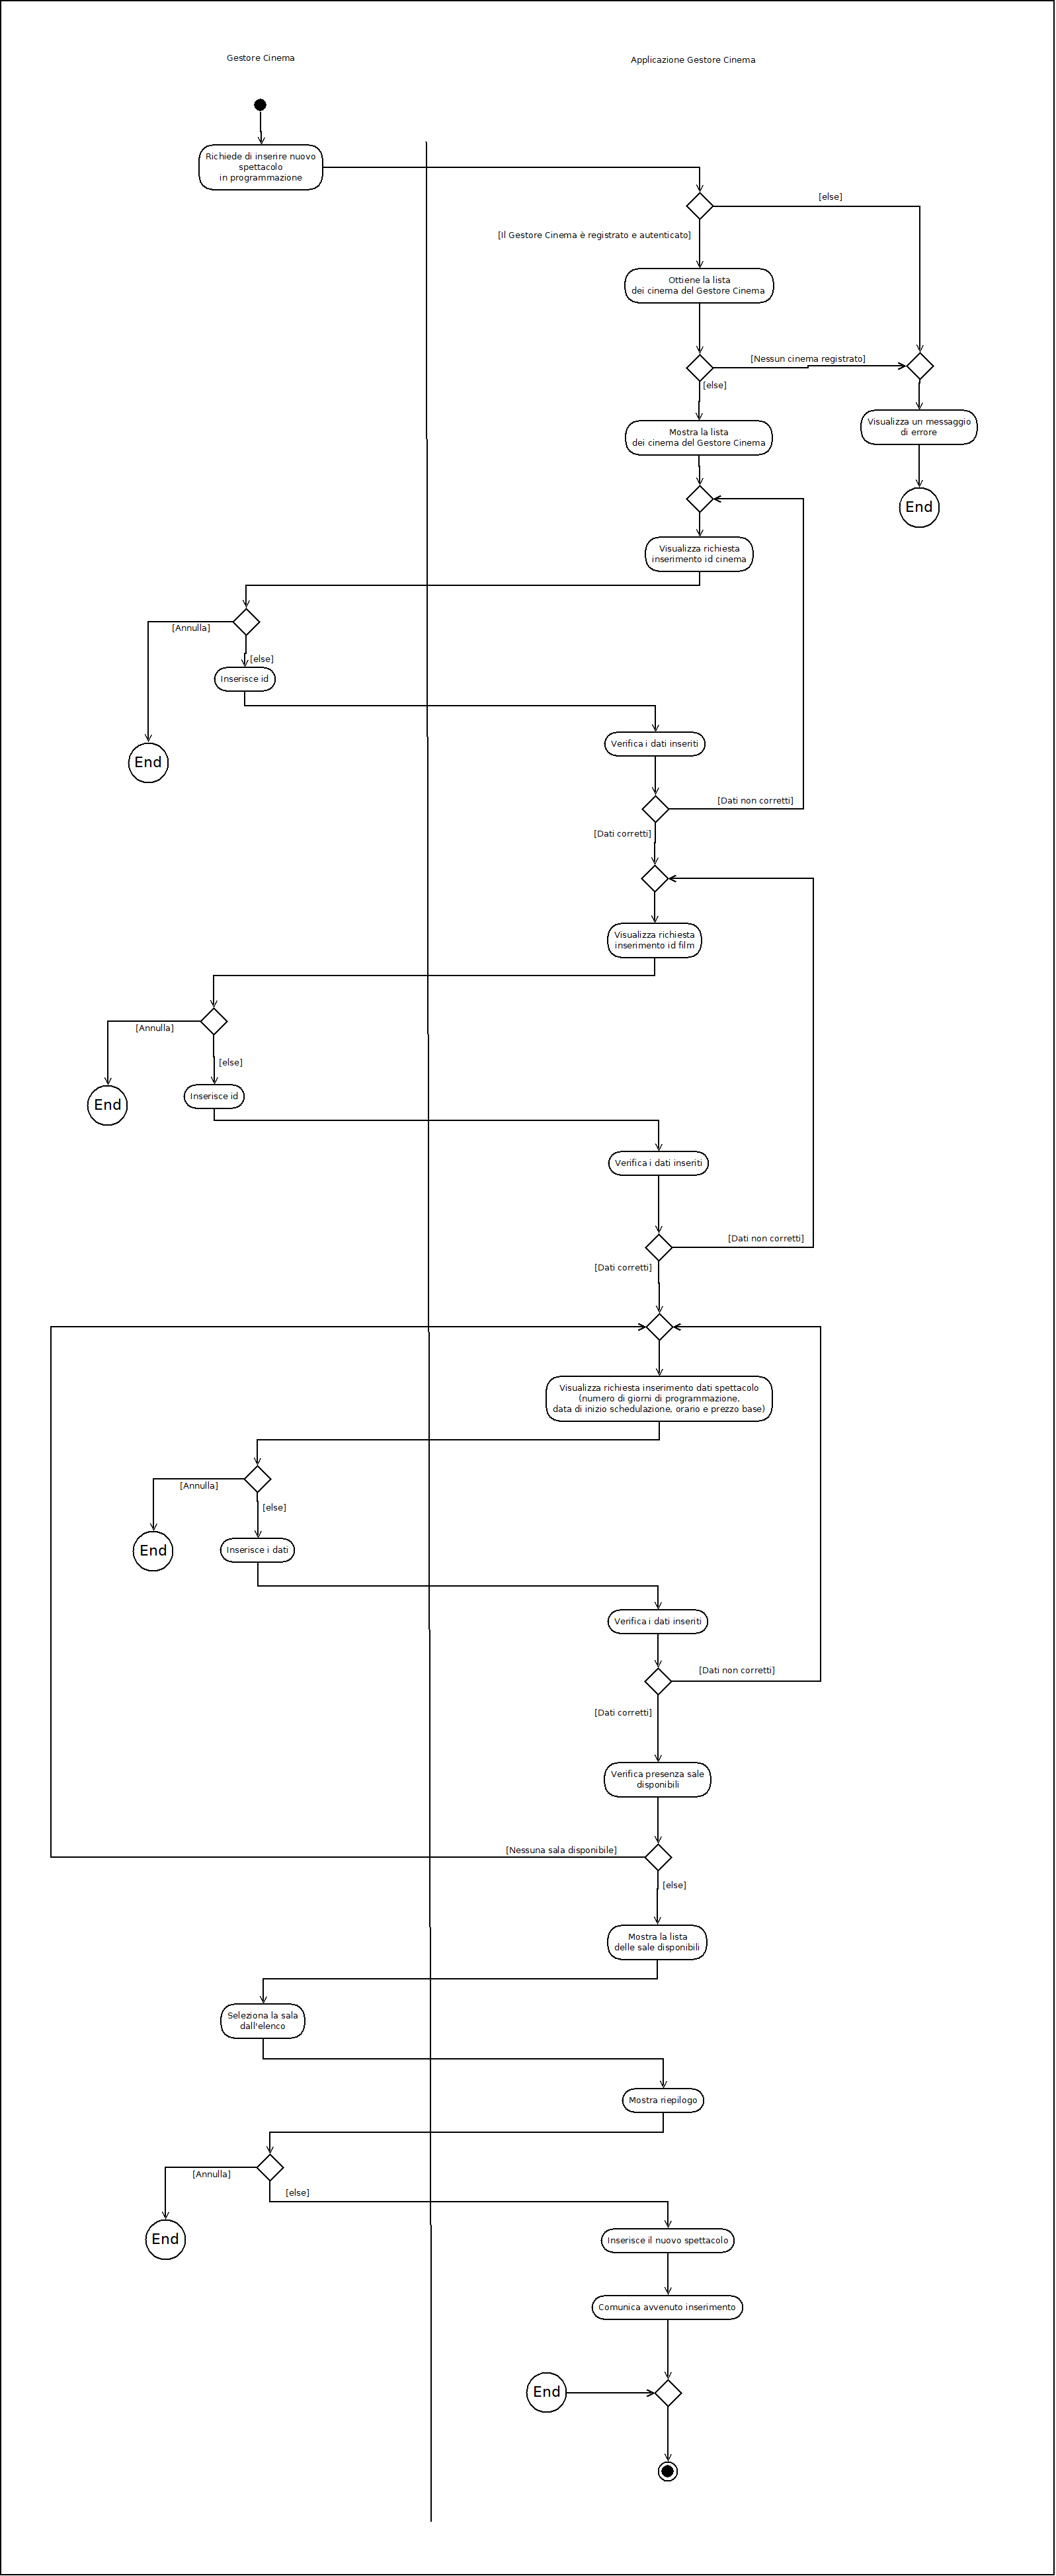 Gestore Cinema
Applicazione Gestore Cinema
Richiede di inserire nuovo
spettacolo
in programmazione
[else]
[Il Gestore Cinema è registrato e autenticato]
Ottiene la lista
dei cinema del Gestore Cinema
[Nessun cinema registrato]
[else]
Visualizza un messaggio
di errore
Mostra la lista
dei cinema del Gestore Cinema
End
Visualizza richiesta
inserimento id cinema
[Annulla]
[else]
Inserisce id
End
Verifica i dati inseriti
[Dati non corretti]
[Dati corretti]
Visualizza richiesta
inserimento id film
[Annulla]
[else]
Inserisce id
End
Verifica i dati inseriti
[Dati non corretti]
[Dati corretti]
Visualizza richiesta inserimento dati spettacolo
(numero di giorni di programmazione,
data di inizio schedulazione, orario e prezzo base)
[Annulla]
[else]
End
Inserisce i dati
Verifica i dati inseriti
[Dati non corretti]
[Dati corretti]
Verifica presenza sale
disponibili
[Nessuna sala disponibile]
[else]
Mostra la lista
delle sale disponibili
Seleziona la sala
dall'elenco
Mostra riepilogo
[Annulla]
[else]
End
Inserisce il nuovo spettacolo
Comunica avvenuto inserimento
End